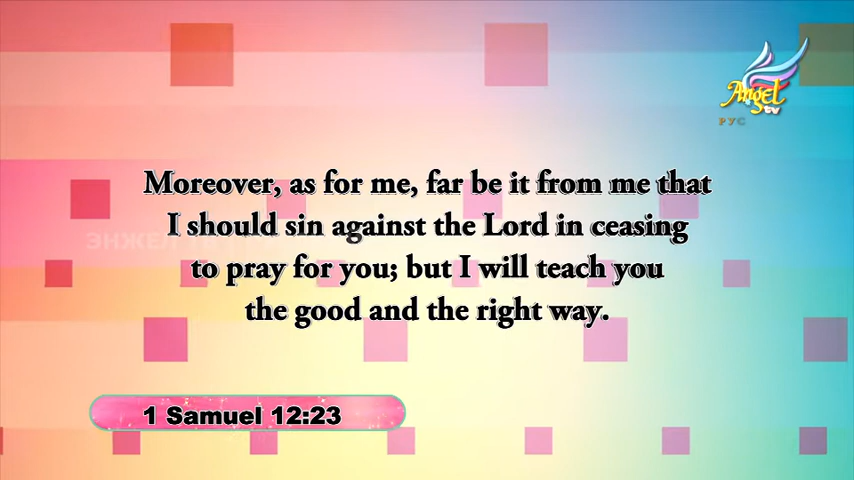 Angel
tv
РУС
Moreover, as for me, far be it from me that
I should sin against the Lord in ceasing
to pray for you; but I will teach you
the good and the right way.
1 Samuel 12:23